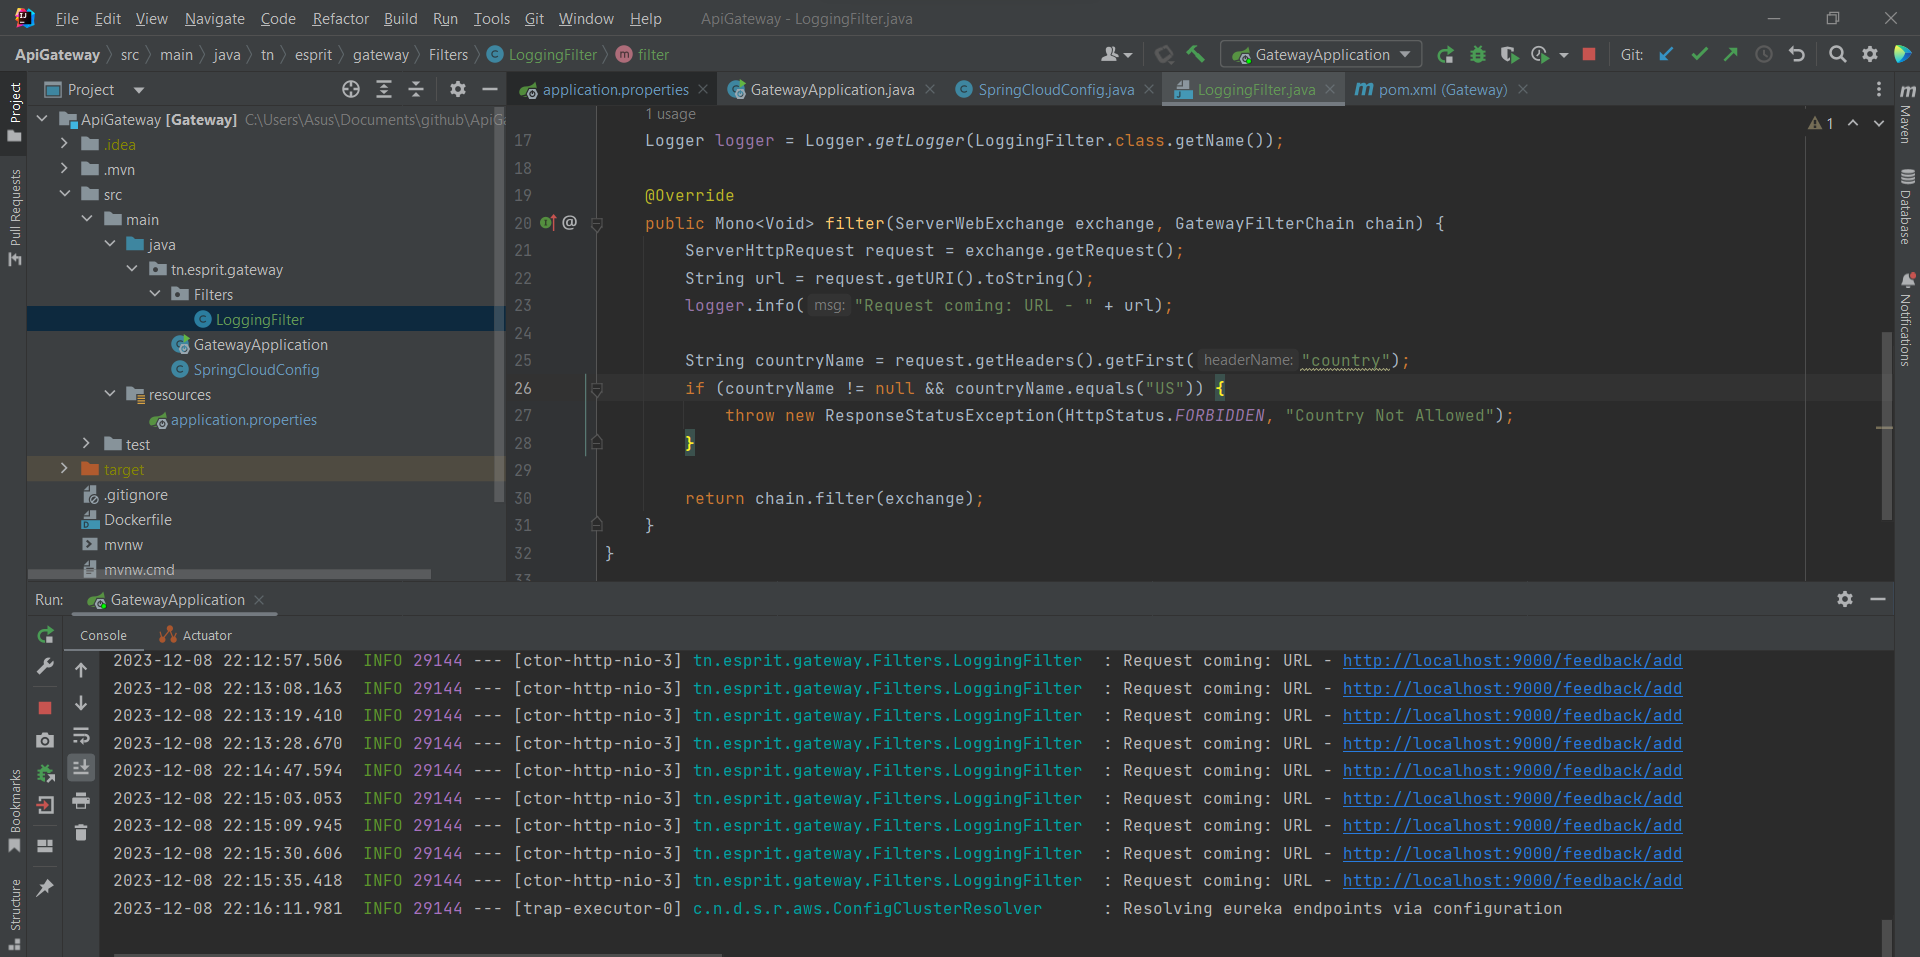 File Edit View Navigate Code Refactor Build Run Tools Git Window Help ApiGateway - LoggingFilter.java
ApiGateway src main java tn esprit gateway Filters LoggingFilter filter GatewayApplication Git:
Project application.properties GatewayApplication.java SpringCloudConfig.java LoggingFilter.java pom.xml (Gateway)
Project
Pull Requests
Bookmarks
Structure
Maven
Database
Notifications
ApiGateway [Gateway] C:\Users\Asus\Documents\github\ApiG
.idea
.mvn
src
main
java
tn.esprit.gateway
Filters
LoggingFilter
GatewayApplication
SpringCloudConfig
resources
application.properties
test
target
.gitignore
Dockerfile
mvnw
mvnw.cmd
1 usage
1
17 Logger logger = Logger.getLogger(LoggingFilter.class.getName());
18
19 @Override
20 public Mono<Void> filter(ServerWebExchange exchange, GatewayFilterChain chain) {
21 ServerHttpRequest request = exchange.getRequest();
22 String url = request.getURI().toString();
23 logger.info( msg: "Request coming: URL - " + url);
24
25 String countryName = request.getHeaders().getFirst( headerName: "country");
26 if (countryName != null && countryName.equals("US")) {
27 throw new ResponseStatusException(HttpStatus.FORBIDDEN, "Country Not Allowed");
28 }
29
30 return chain.filter(exchange);
31 }
32 }
33
Run: GatewayApplication
Console Actuator
2023-12-08 22:12:57.506 INFO 29144 --- [ctor-http-nio-3] tn.esprit.gateway.Filters.LoggingFilter : Request coming: URL - http://localhost:9000/feedback/add
2023-12-08 22:13:08.163 INFO 29144 --- [ctor-http-nio-3] tn.esprit.gateway.Filters.LoggingFilter : Request coming: URL - http://localhost:9000/feedback/add
2023-12-08 22:13:19.410 INFO 29144 --- [ctor-http-nio-3] tn.esprit.gateway.Filters.LoggingFilter : Request coming: URL - http://localhost:9000/feedback/add
2023-12-08 22:13:28.670 INFO 29144 --- [ctor-http-nio-3] tn.esprit.gateway.Filters.LoggingFilter : Request coming: URL - http://localhost:9000/feedback/add
2023-12-08 22:14:47.594 INFO 29144 --- [ctor-http-nio-3] tn.esprit.gateway.Filters.LoggingFilter : Request coming: URL - http://localhost:9000/feedback/add
2023-12-08 22:15:03.053 INFO 29144 --- [ctor-http-nio-3] tn.esprit.gateway.Filters.LoggingFilter : Request coming: URL - http://localhost:9000/feedback/add
2023-12-08 22:15:09.945 INFO 29144 --- [ctor-http-nio-3] tn.esprit.gateway.Filters.LoggingFilter : Request coming: URL - http://localhost:9000/feedback/add
2023-12-08 22:15:30.606 INFO 29144 --- [ctor-http-nio-3] tn.esprit.gateway.Filters.LoggingFilter : Request coming: URL - http://localhost:9000/feedback/add
2023-12-08 22:15:35.418 INFO 29144 --- [ctor-http-nio-3] tn.esprit.gateway.Filters.LoggingFilter : Request coming: URL - http://localhost:9000/feedback/add
2023-12-08 22:16:11.981 INFO 29144 --- [trap-executor-0] c.n.d.s.r.aws.ConfigClusterResolver : Resolving eureka endpoints via configuration